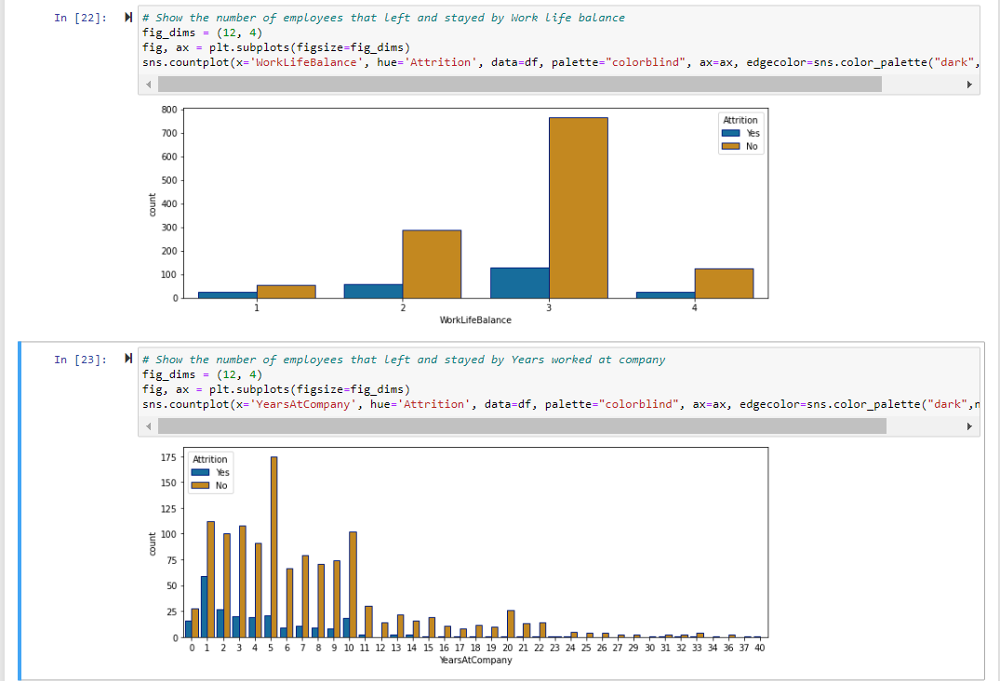 In [22]:
# Show the number of employees that left and stayed by Work life balance
fig_dims = (12, 4)
fig, ax = plt.subplots(figsize=fig_dims)
sns.countplot(x='WorkLifeBalance', hue='Attrition', data=df, palette="colorblind", ax=ax, edgecolor=sns.color_palette("dark",
800
700
600
500
400
300
200
100
0
count
Attrition
Yes
No
1 2 3 4
WorkLifeBalance
In [23]:
# Show the number of employees that left and stayed by Years worked at company
fig_dims = (12, 4)
fig, ax = plt.subplots(figsize=fig_dims)
sns.countplot(x='YearsAtCompany', hue='Attrition', data=df, palette="colorblind", ax=ax, edgecolor=sns.color_palette("dark",n
175
150
125
100
75
50
25
0
count
Attrition
Yes
No
0 1 2 3 4 5 6 7 8 9 10 11 12 13 14 15 16 17 18 19 20 21 22 23 24 25 26 27 29 30 31 32 33 34 36 37 40
YearsAtCompany